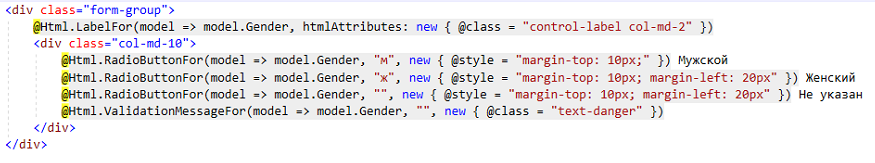 <div class="form-group">
@Html.LabelFor(model => model.Gender, htmlAttributes: new { @class = "control-label col-md-2" })
<div class="col-md-10">
@Html.RadioButtonFor(model => model.Gender, "м", new { @style = "margin-top: 10px;" }) Мужской
@Html.RadioButtonFor(model => model.Gender, "ж", new { @style = "margin-top: 10px; margin-left: 20px" }) Женский
@Html.RadioButtonFor(model => model.Gender, "", new { @style = "margin-top: 10px; margin-left: 20px" }) Не указан
@Html.ValidationMessageFor(model => model.Gender, "", new { @class = "text-danger" })
</div>
</div>